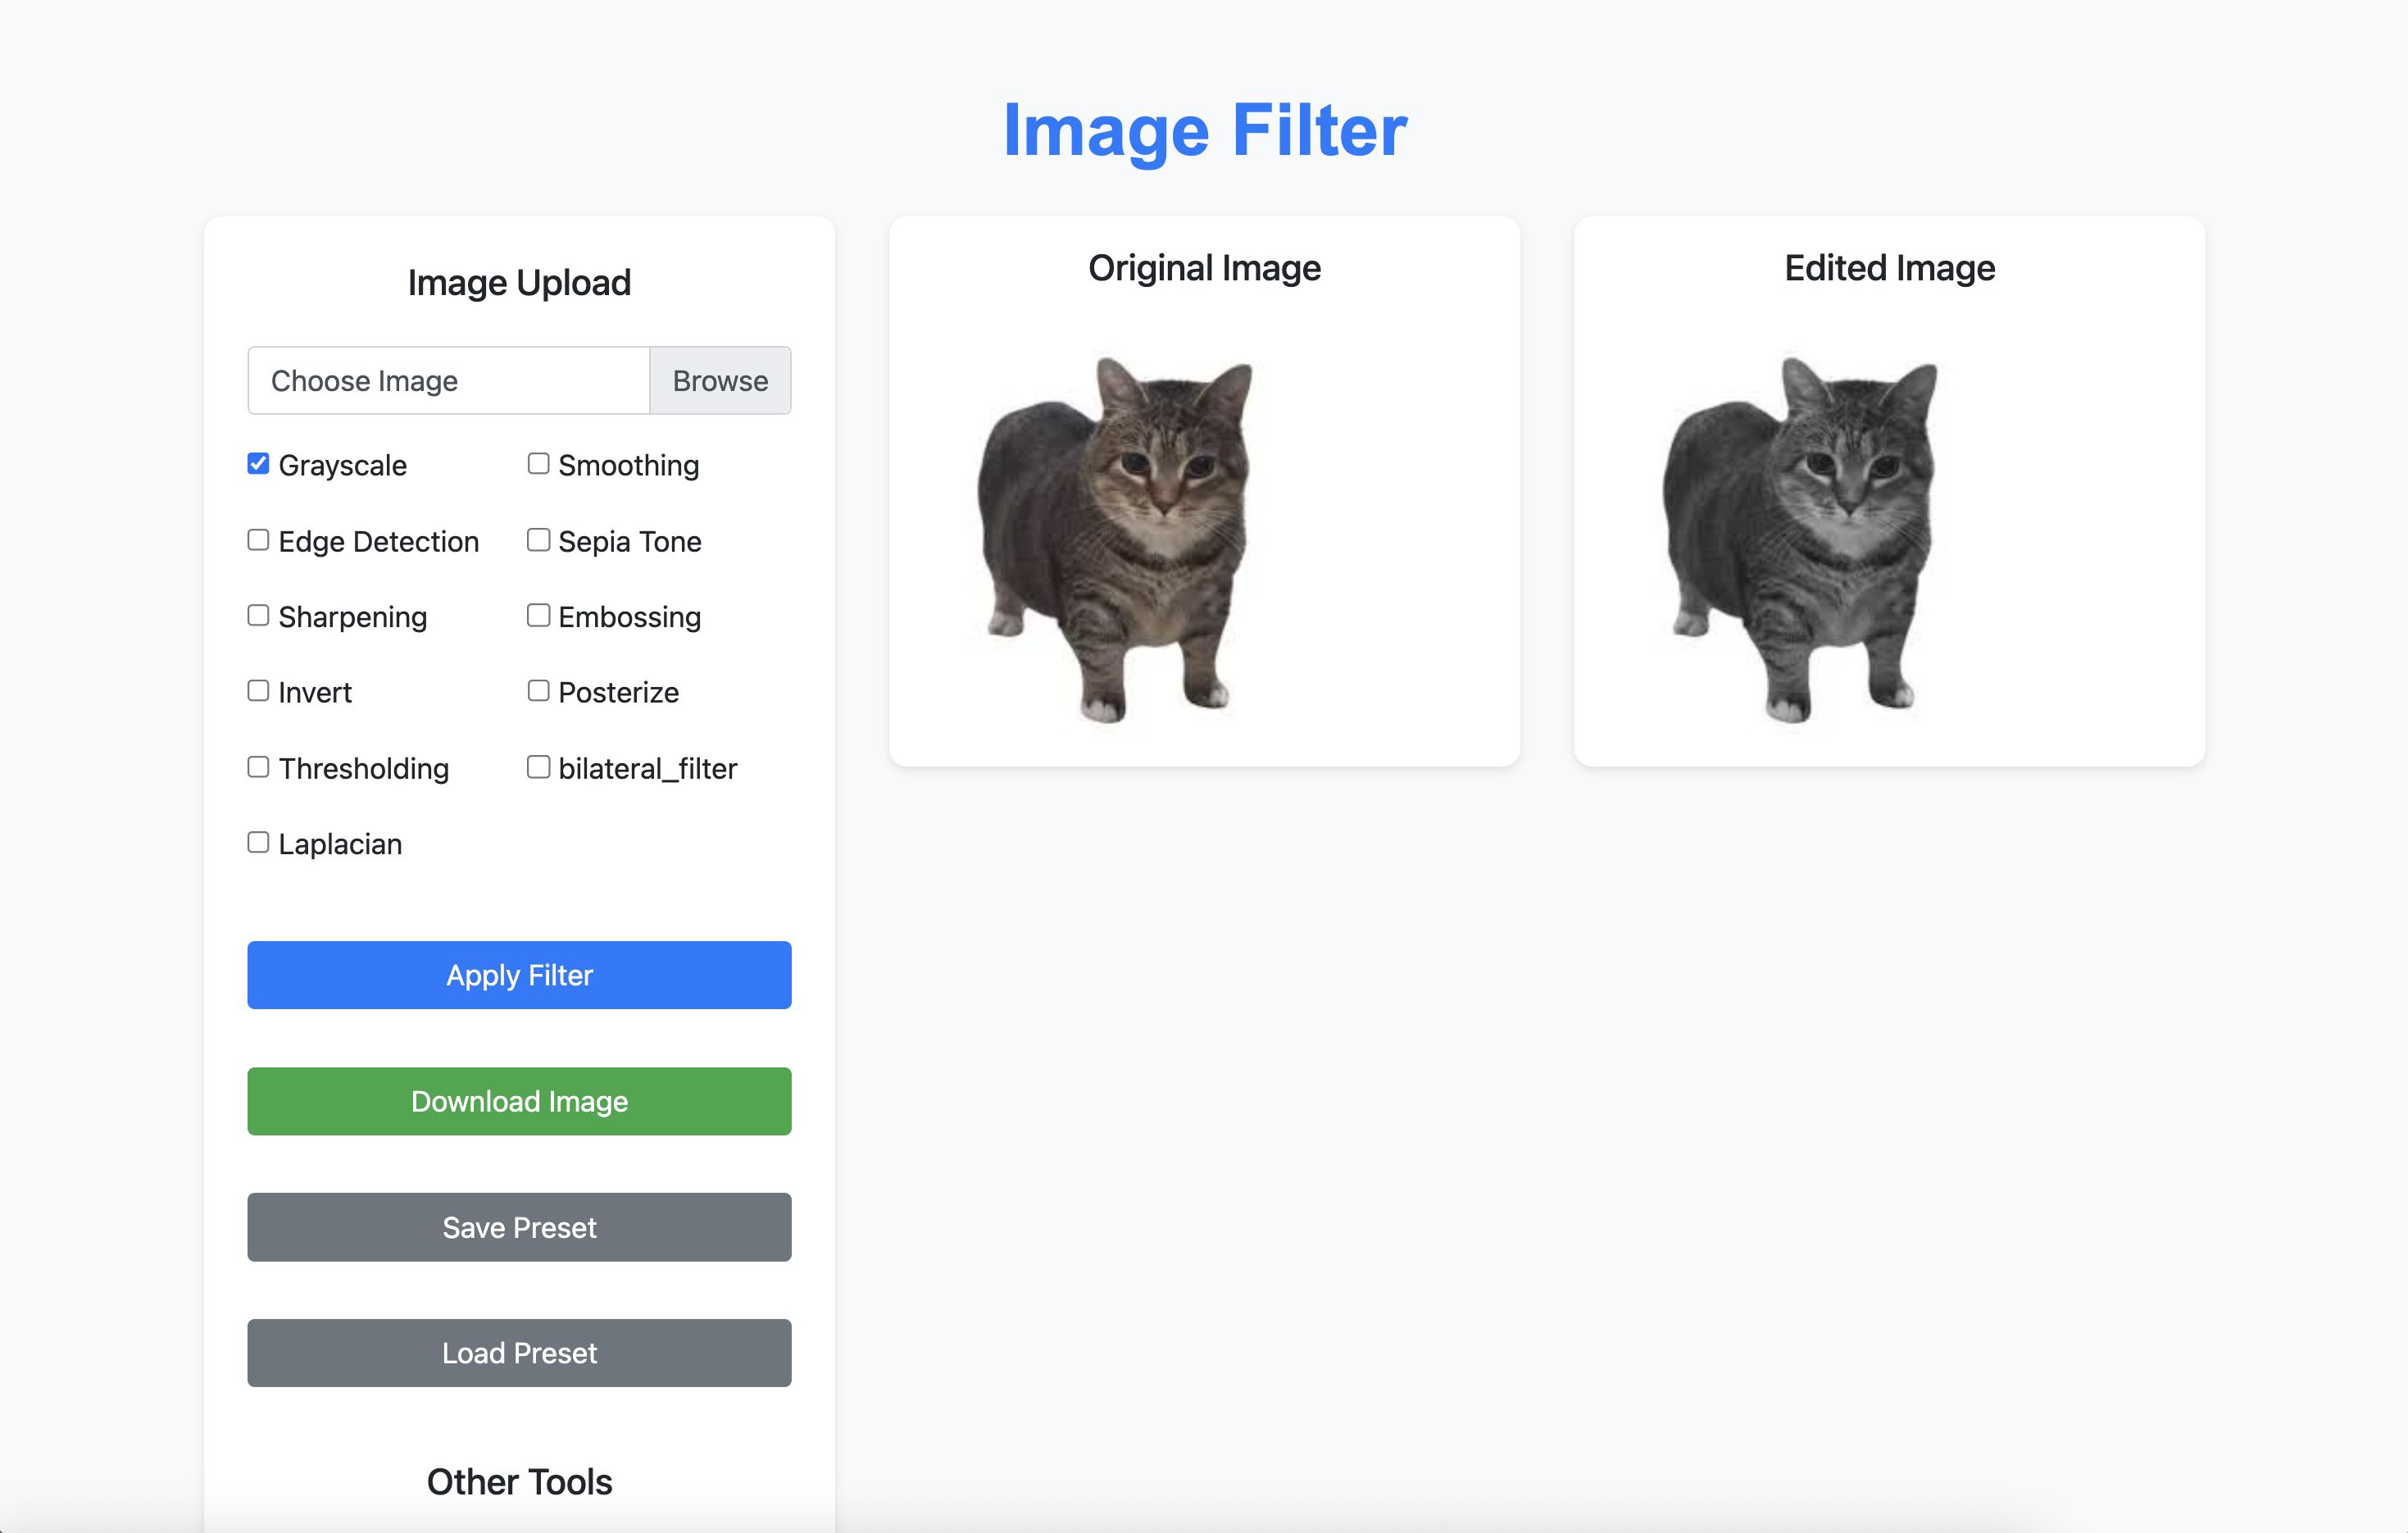 Image Filter
Image Upload
Choose Image Browse
Grayscale Smoothing
Edge Detection Sepia Tone
Sharpening Embossing
Invert Posterize
Thresholding bilateral_filter
Laplacian
Apply Filter
Download Image
Save Preset
Load Preset
Other Tools
Original Image
Edited Image